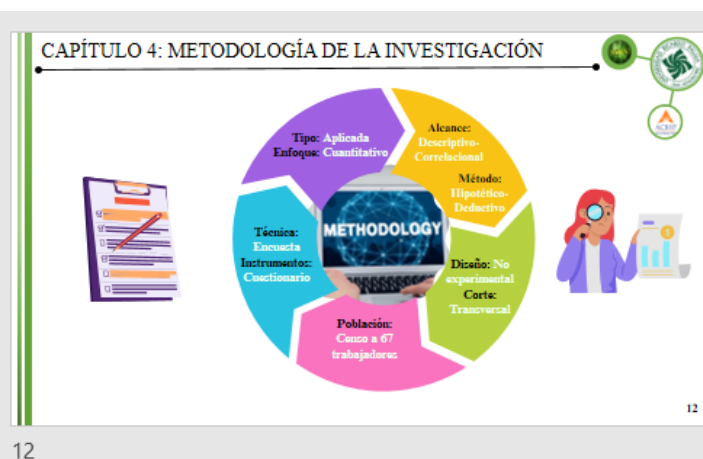 CAPÍTULO 4: METODOLOGÍA DE LA INVESTIGACIÓN
Tipo: Aplicada
Enfoque: Cuantitativo
Alcance:
Descriptivo-
Correlacional
Método:
Hipotético-
Deductivo
Diseño: No
experimental
Corte:
Transversal
Población:
Censo a 67
trabajadores
Técnica:
Encuesta
Instrumentos:
Cuestionario
METHODOLOGY
12
12